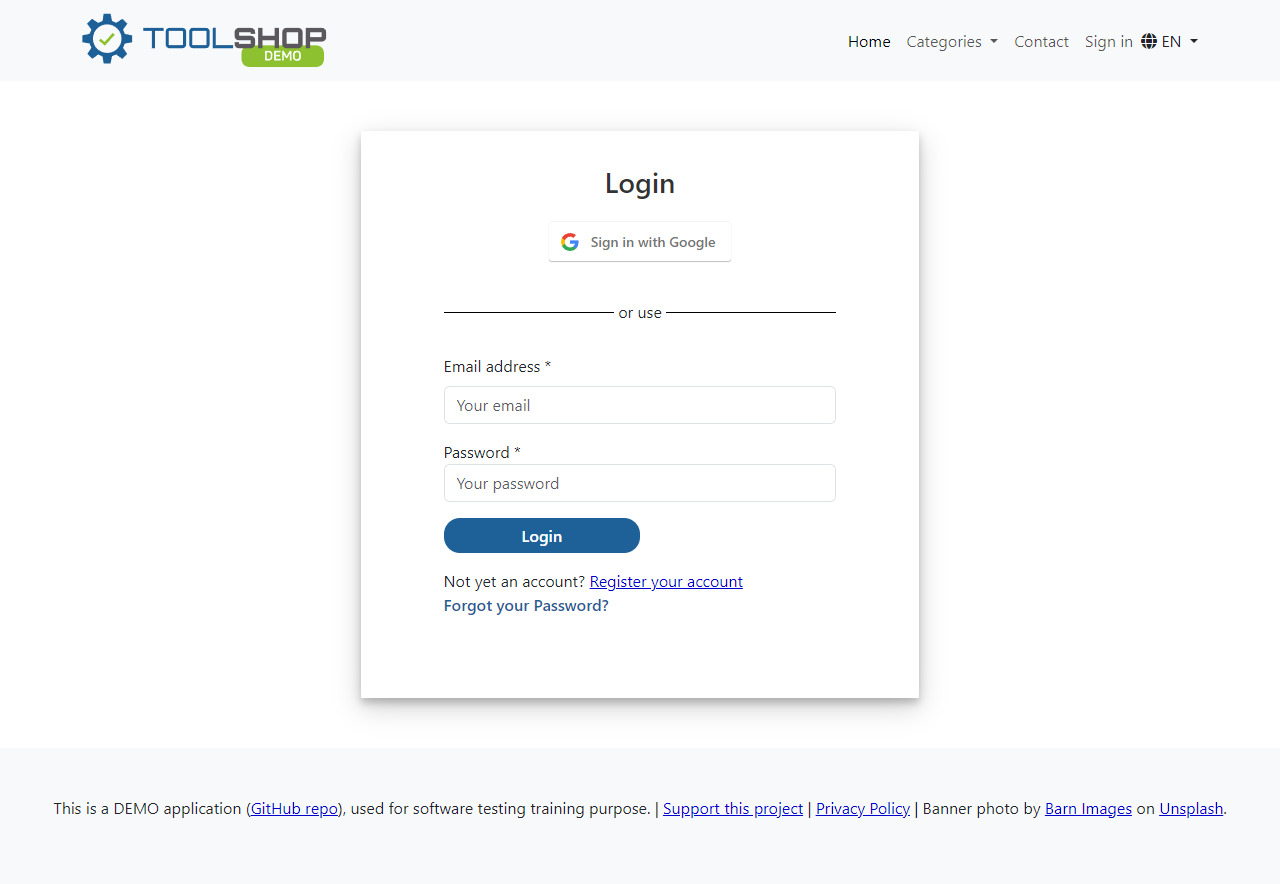 TOOLSHOP
DEMO
Home Categories Contact Sign in EN
Login
Sign in with Google
or use
Email address *
Your email
Password *
Your password
Login
Not yet an account? Register your account
Forgot your Password?
This is a DEMO application (GitHub repo), used for software testing training purpose. | Support this project | Privacy Policy | Banner photo by Barn Images on Unsplash.